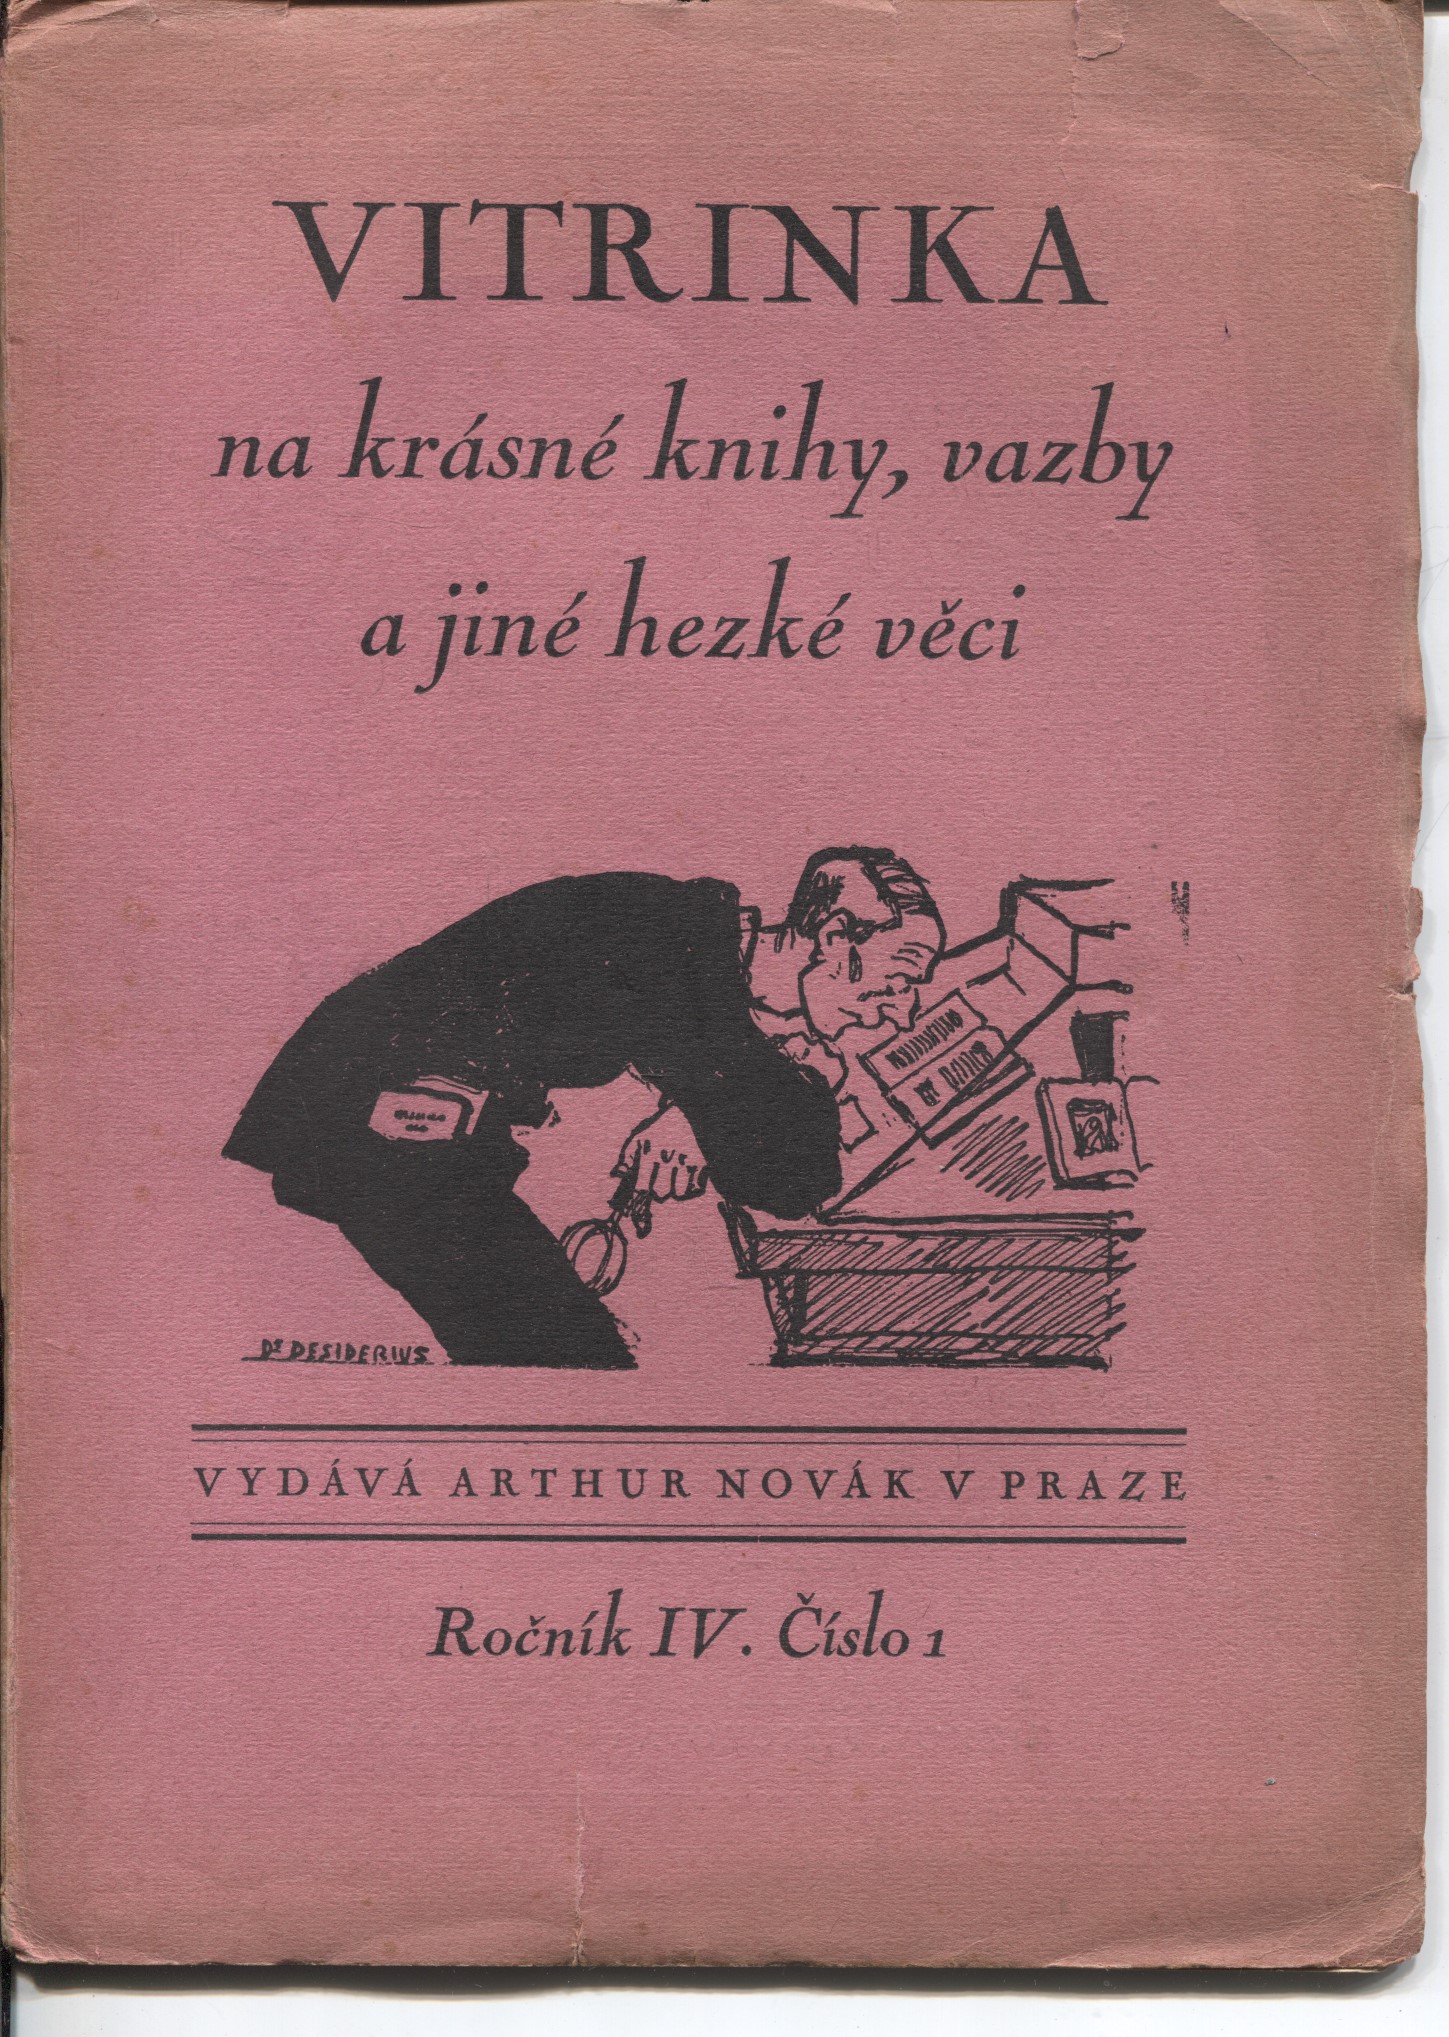 VITRINKA
na krásné knihy, vazby
a jiné hezké věci
Dr DESIDERIUS
VYDÁVÁ ARTHUR NOVÁK V PRAZE
Ročník IV. Číslo 1